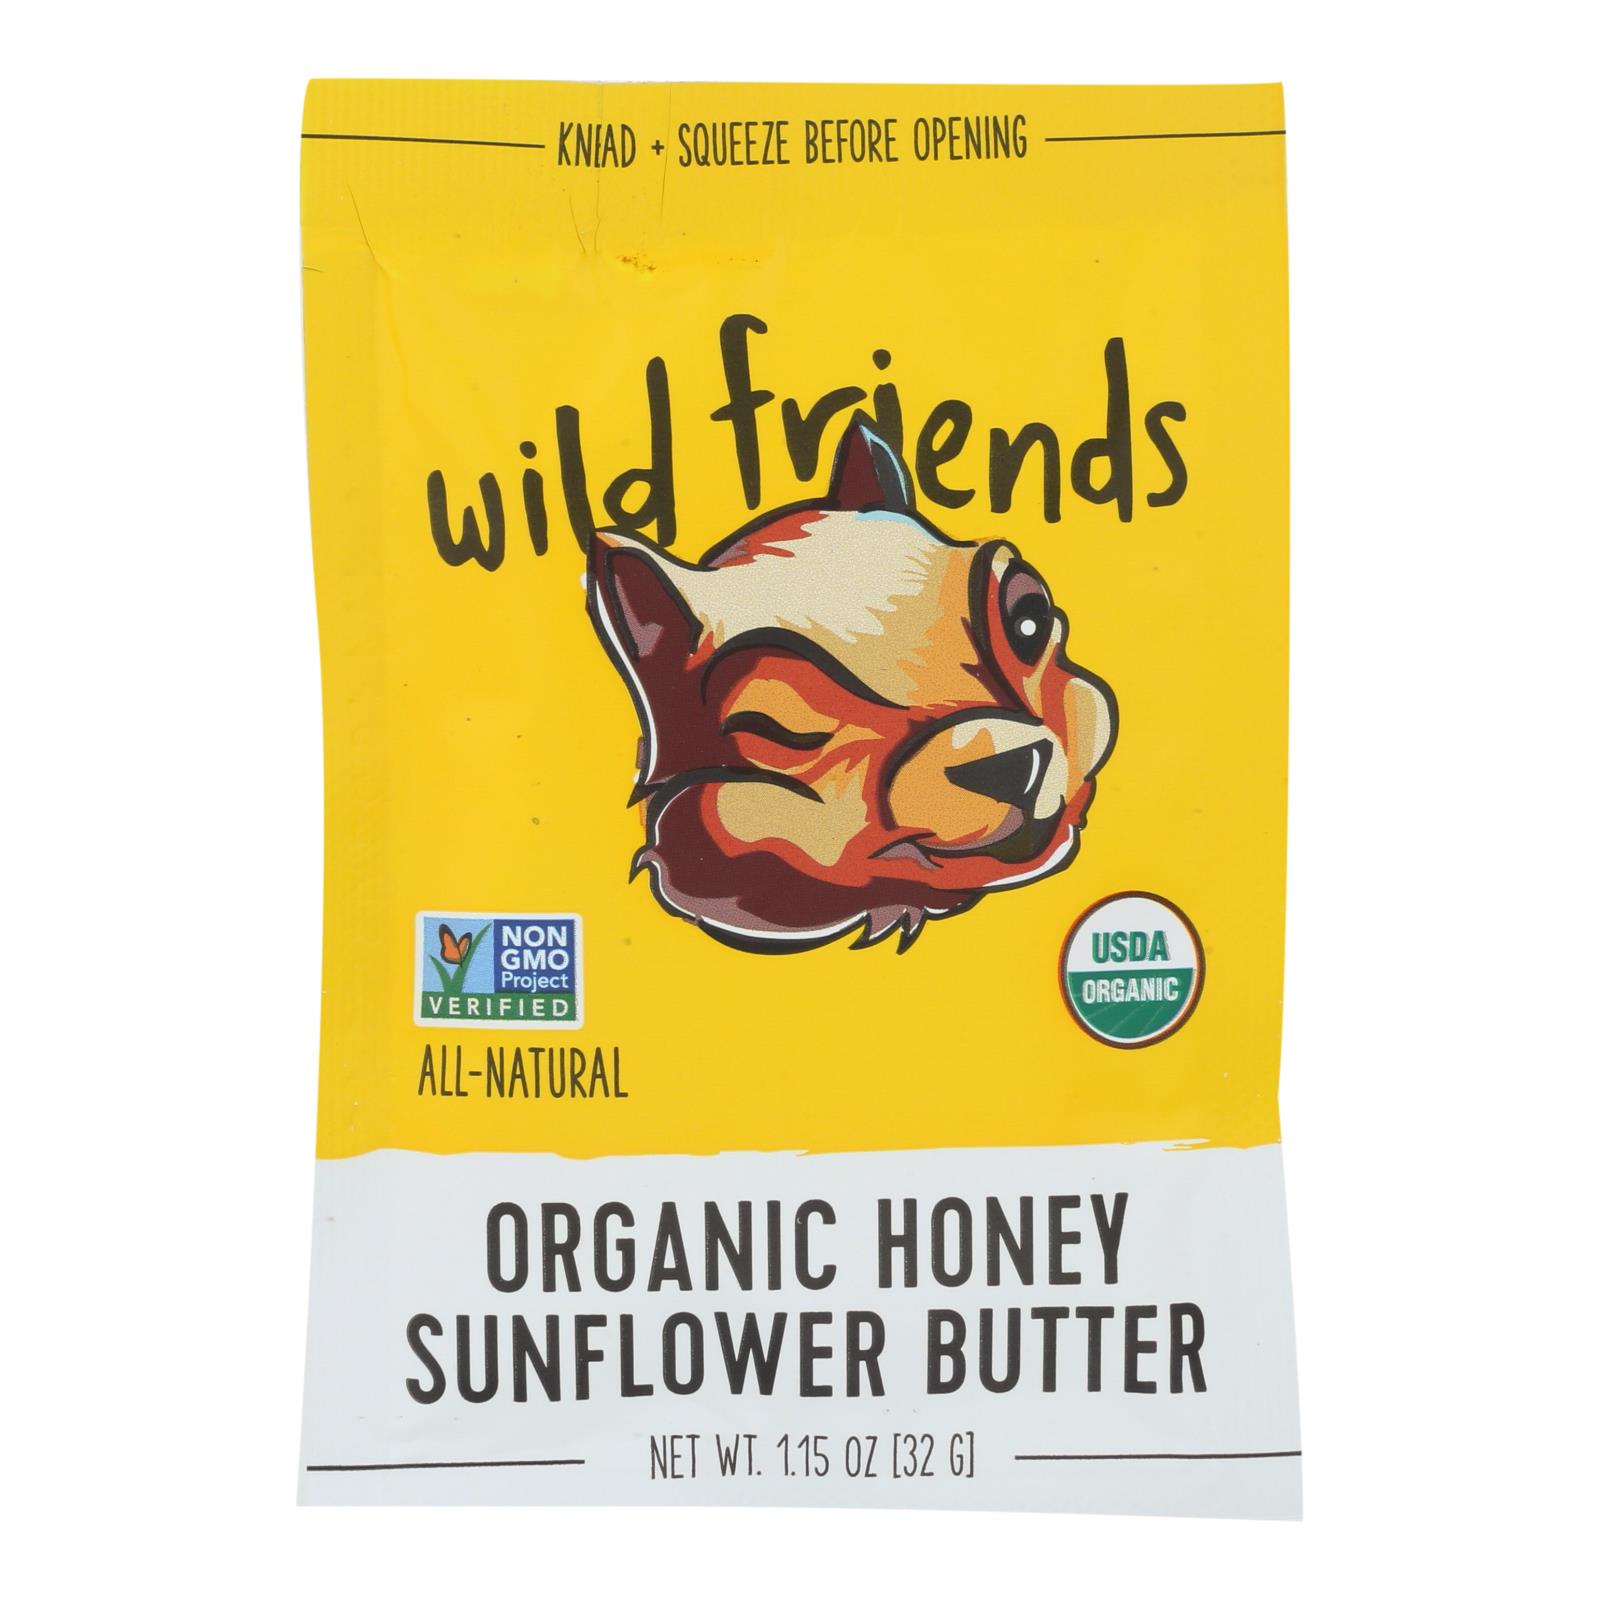 KNEAD + SQUEEZE BEFORE OPENING
wild friends
NON
GMO
Project
VERIFIED
USDA
ORGANIC
ALL-NATURAL
ORGANIC HONEY
SUNFLOWER BUTTER
NET WT. 1.15 OZ [32 G]